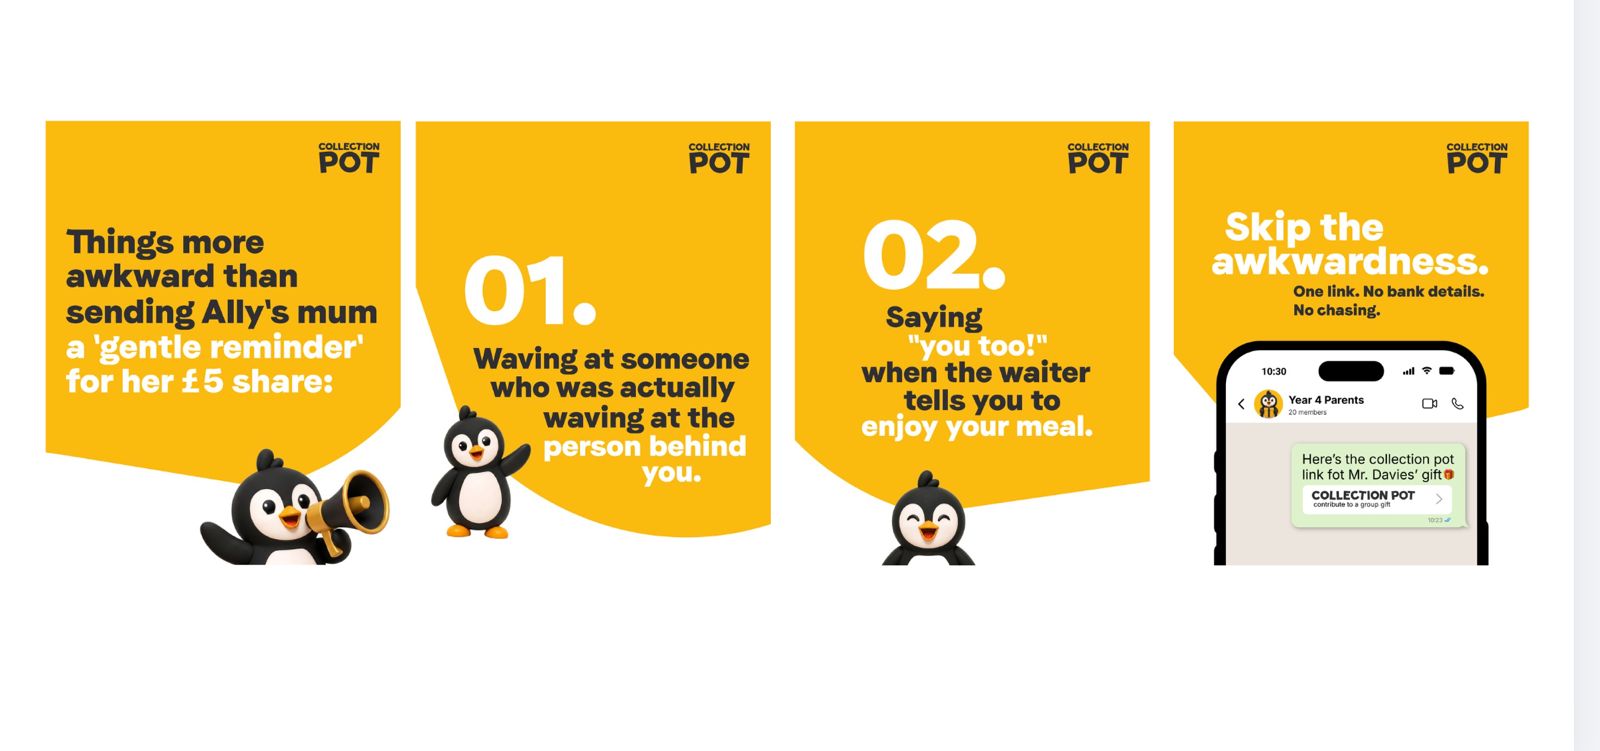 COLLECTION
POT
Things more
awkward than
sending Ally's mum
a 'gentle reminder'
for her £5 share:
COLLECTION
POT
01.
Waving at someone
who was actually
waving at the
person behind
you.
COLLECTION
POT
02.
Saying
"you too!"
when the waiter
tells you to
enjoy your meal.
COLLECTION
POT
Skip the
awkwardness.
One link. No bank details.
No chasing.
10:30
Year 4 Parents
20 members
Here's the collection pot
link fot Mr. Davies' gift🎁
COLLECTION POT
contribute to a group gift
10:23